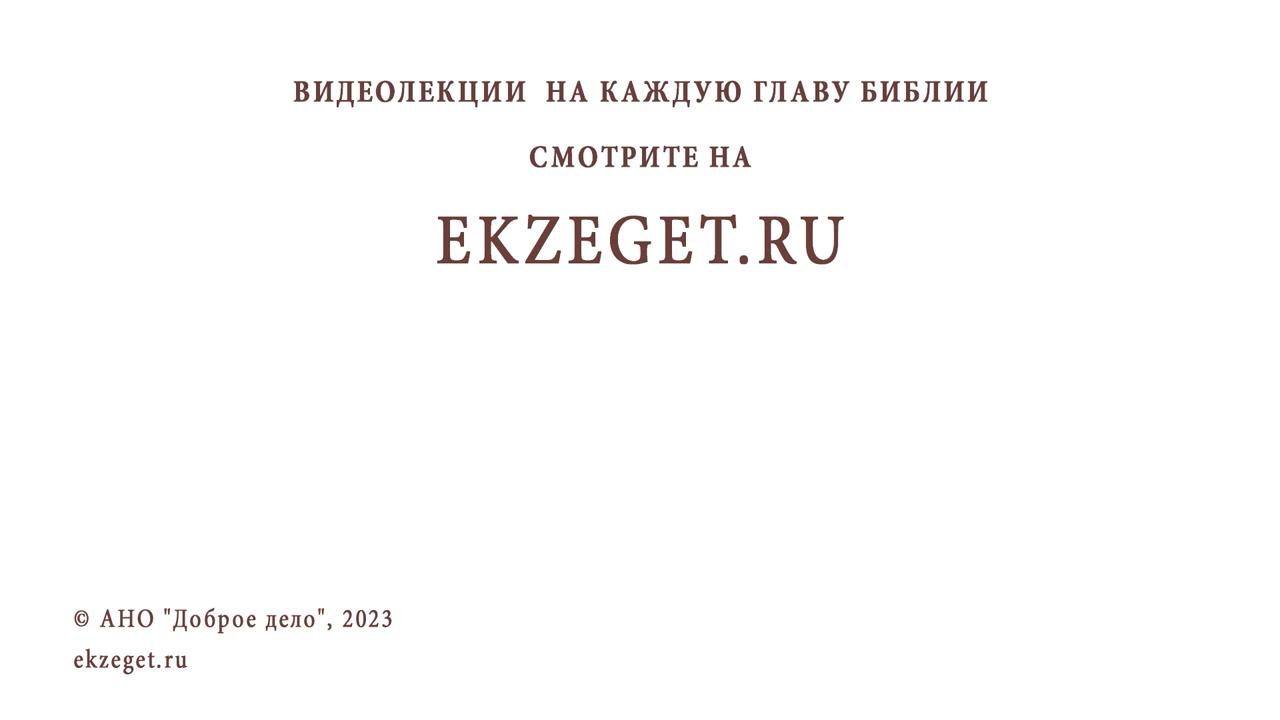 ВИДЕОЛЕКЦИИ НА КАЖДУЮ ГЛАВУ БИБЛИИ
СМОТРИТЕ НА
EKZEGET.RU
© АНО "Доброе дело", 2023
ekzeget.ru